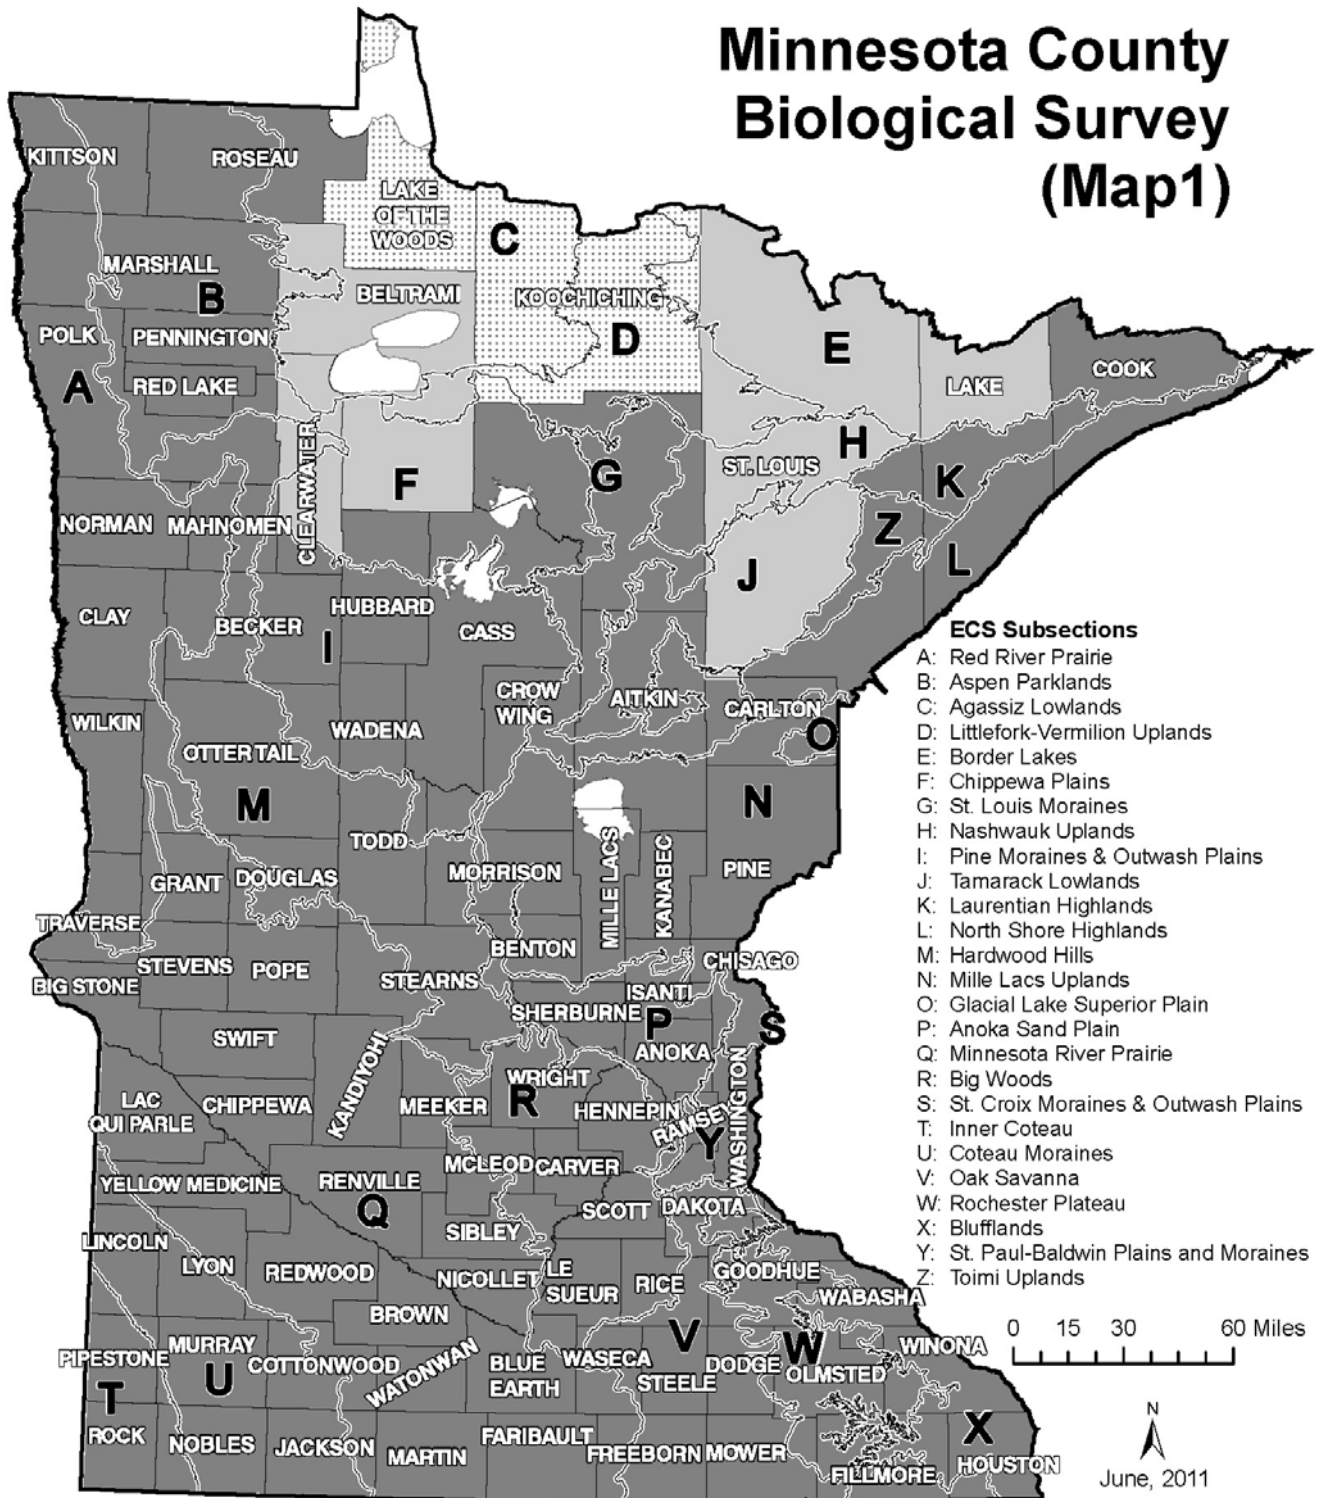 Minnesota County
Biological Survey
(Map1)
KITTSON
ROSEAU
LAKE
OF THE
WOODS
C
MARSHALL
B
BELTRAMI
KOOCHICHING
D
E
POLK
PENNINGTON
A
RED LAKE
LAKE
COOK
CLEARWATER
F
G
ST. LOUIS
H
K
NORMAN
MAHNOMEN
Z
L
J
CLAY
BECKER
I
HUBBARD
CASS
WILKIN
OTTER TAIL
WADENA
CROW
WING
AITKIN
CARLTON
O
M
N
TODD
GRANT
DOUGLAS
MORRISON
MILLE LACS
KANABEC
PINE
TRAVERSE
BENTON
BIG STONE
STEVENS
POPE
STEARNS
CHISAGO
ISANTI
SHERBURNE
P
S
SWIFT
ANOKA
KANDIYOHI
WASHINGTON
LAC
QUI PARLE
CHIPPEWA
MEEKER
WRIGHT
R
HENNEPIN
RAMSEY
Y
MCLEOD
CARVER
YELLOW MEDICINE
RENVILLE
Q
SCOTT
DAKOTA
SIBLEY
LINCOLN
LYON
REDWOOD
NICOLLET
LE
SUEUR
RICE
GOODHUE
WABASHA
BROWN
V
W
WINONA
PIPESTONE
MURRAY
U
COTTONWOOD
WATONWAN
BLUE
EARTH
WASECA
STEELE
DODGE
OLMSTED
T
ROCK
NOBLES
JACKSON
MARTIN
FARIBAULT
FREEBORN
MOWER
FILLMORE
X
HOUSTON
ECS Subsections
A: Red River Prairie
B: Aspen Parklands
C: Agassiz Lowlands
D: Littlefork-Vermilion Uplands
E: Border Lakes
F: Chippewa Plains
G: St. Louis Moraines
H: Nashwauk Uplands
I: Pine Moraines & Outwash Plains
J: Tamarack Lowlands
K: Laurentian Highlands
L: North Shore Highlands
M: Hardwood Hills
N: Mille Lacs Uplands
O: Glacial Lake Superior Plain
P: Anoka Sand Plain
Q: Minnesota River Prairie
R: Big Woods
S: St. Croix Moraines & Outwash Plains
T: Inner Coteau
U: Coteau Moraines
V: Oak Savanna
W: Rochester Plateau
X: Blufflands
Y: St. Paul-Baldwin Plains and Moraines
Z: Toimi Uplands
0 15 30 60 Miles
N
June, 2011